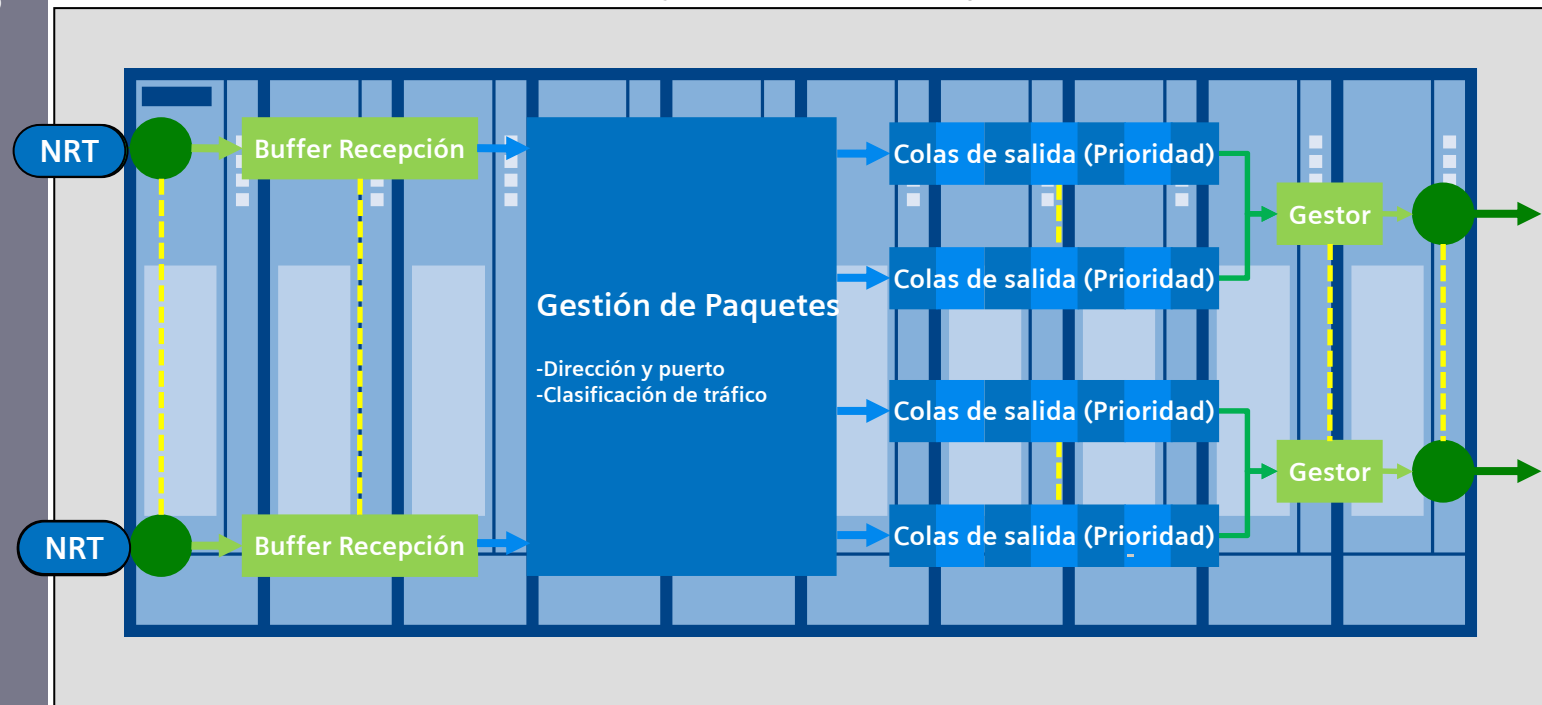 NRT
Buffer Recepción
Colas de salida (Prioridad)
Gestor
Colas de salida (Prioridad)
Gestión de Paquetes
-Dirección y puerto
-Clasificación de tráfico
Colas de salida (Prioridad)
Gestor
NRT
Buffer Recepción
Colas de salida (Prioridad)